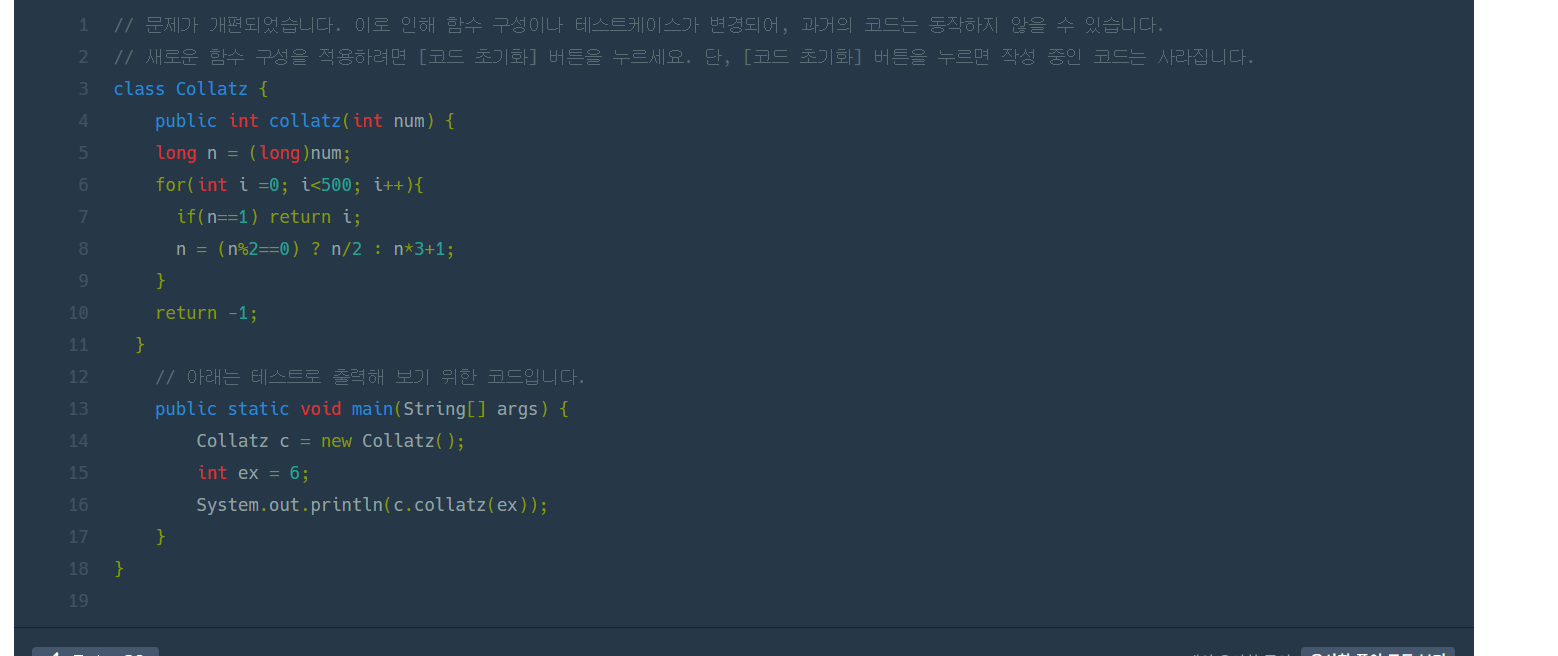 1 // 문제가 개편되었습니다. 이로 인해 함수 구성이나 테스트케이스가 변경되어, 과거의 코드는 동작하지 않을 수 있습니다.
2 // 새로운 함수 구성을 적용하려면 [코드 초기화] 버튼을 누르세요. 단, [코드 초기화] 버튼을 누르면 작성 중인 코드는 사라집니다.
3 class Collatz {
4 public int collatz(int num) {
5 long n = (long)num;
6 for(int i =0; i<500; i++){
7 if(n==1) return i;
8 n = (n%2==0) ? n/2 : n*3+1;
9 }
10 return -1;
11 }
12 // 아래는 테스트로 출력해 보기 위한 코드입니다.
13 public static void main(String[] args) {
14 Collatz c = new Collatz();
15 int ex = 6;
16 System.out.println(c.collatz(ex));
17 }
18 }
19